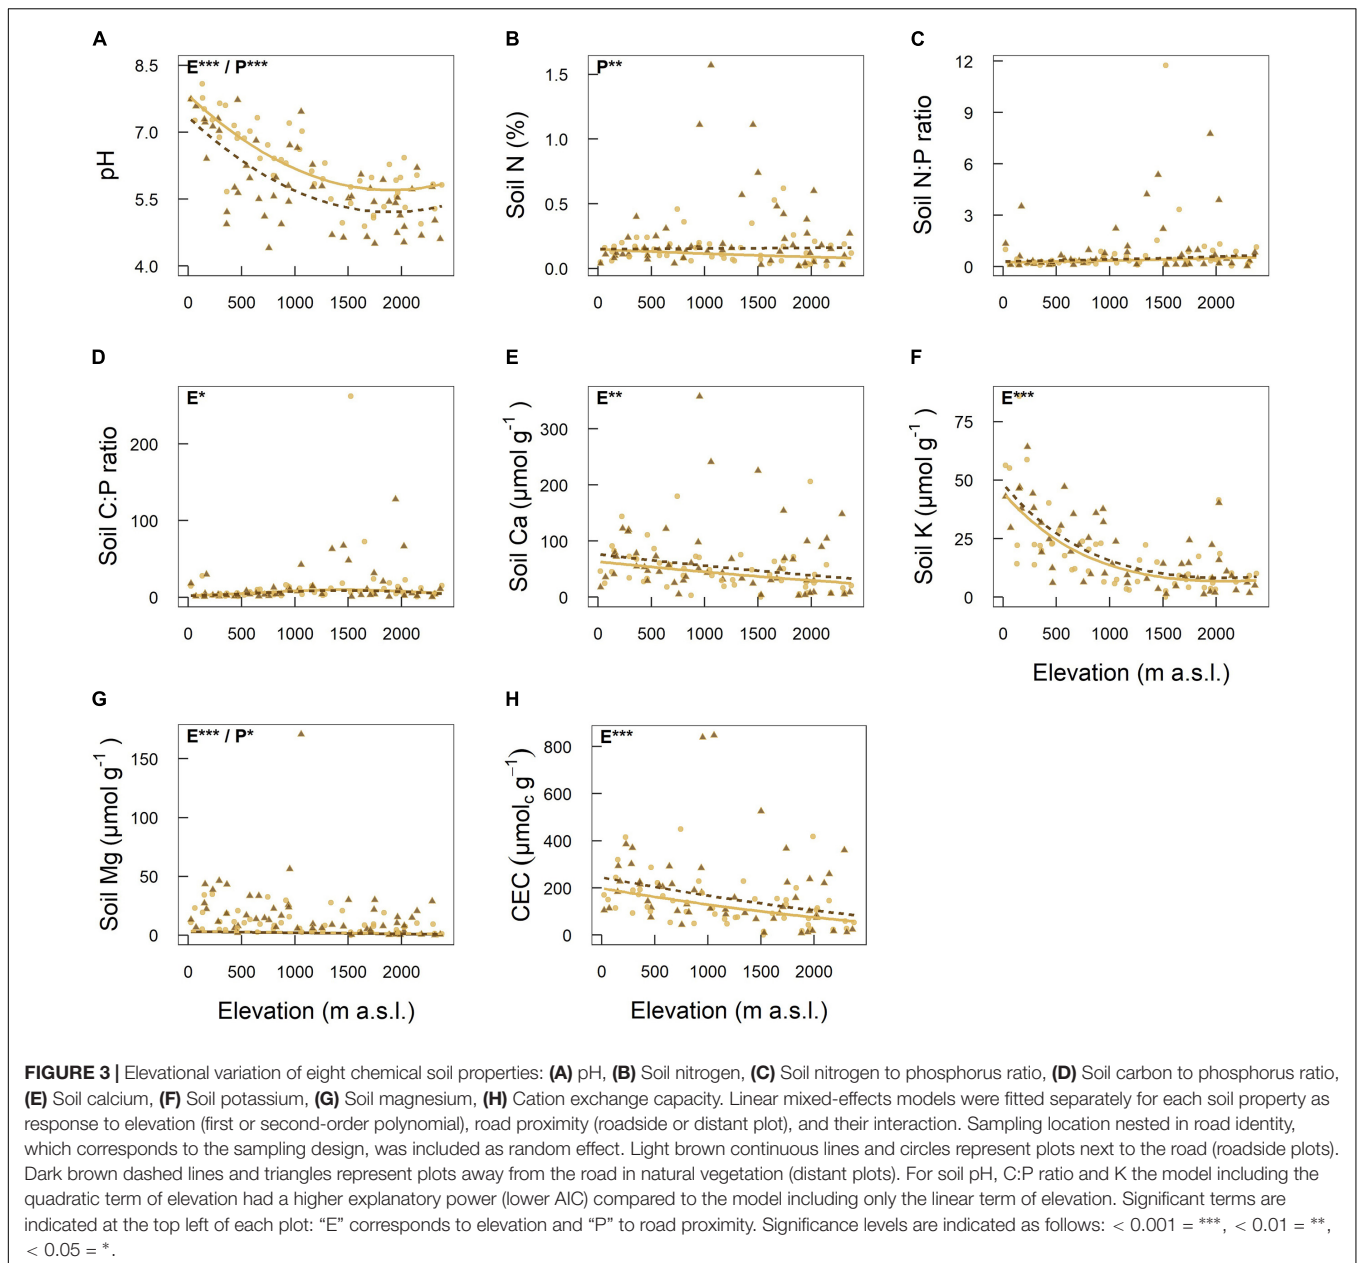 A
B
C
E*** / P***
P**
pH
Soil N (%)
Soil N:P ratio
8.5
7.0
5.5
4.0
1.5
1.0
0.5
0.0
12
9
6
3
0
0 500 1000 1500 2000
0 500 1000 1500 2000
0 500 1000 1500 2000
D
E
F
E*
E**
E***
Soil C:P ratio
Soil Ca (μmol g-1 )
Soil K (μmol g-1 )
200
100
0
300
200
100
0
75
50
25
0
0 500 1000 1500 2000
0 500 1000 1500 2000
0 500 1000 1500 2000
Elevation (m a.s.l.)
G
H
E*** / P*
E***
Soil Mg (μmol g-1 )
CEC (μmolc g−1)
150
100
50
0
800
600
400
200
0
0 500 1000 1500 2000
0 500 1000 1500 2000
Elevation (m a.s.l.)
Elevation (m a.s.l.)
FIGURE 3 | Elevational variation of eight chemical soil properties: (A) pH, (B) Soil nitrogen, (C) Soil nitrogen to phosphorus ratio, (D) Soil carbon to phosphorus ratio,
(E) Soil calcium, (F) Soil potassium, (G) Soil magnesium, (H) Cation exchange capacity. Linear mixed-effects models were fitted separately for each soil property as
response to elevation (first or second-order polynomial), road proximity (roadside or distant plot), and their interaction. Sampling location nested in road identity,
which corresponds to the sampling design, was included as random effect. Light brown continuous lines and circles represent plots next to the road (roadside plots).
Dark brown dashed lines and triangles represent plots away from the road in natural vegetation (distant plots). For soil pH, C:P ratio and K the model including the
quadratic term of elevation had a higher explanatory power (lower AIC) compared to the model including only the linear term of elevation. Significant terms are
indicated at the top left of each plot: “E” corresponds to elevation and “P” to road proximity. Significance levels are indicated as follows: < 0.001 = ***, < 0.01 = **,
< 0.05 = *.